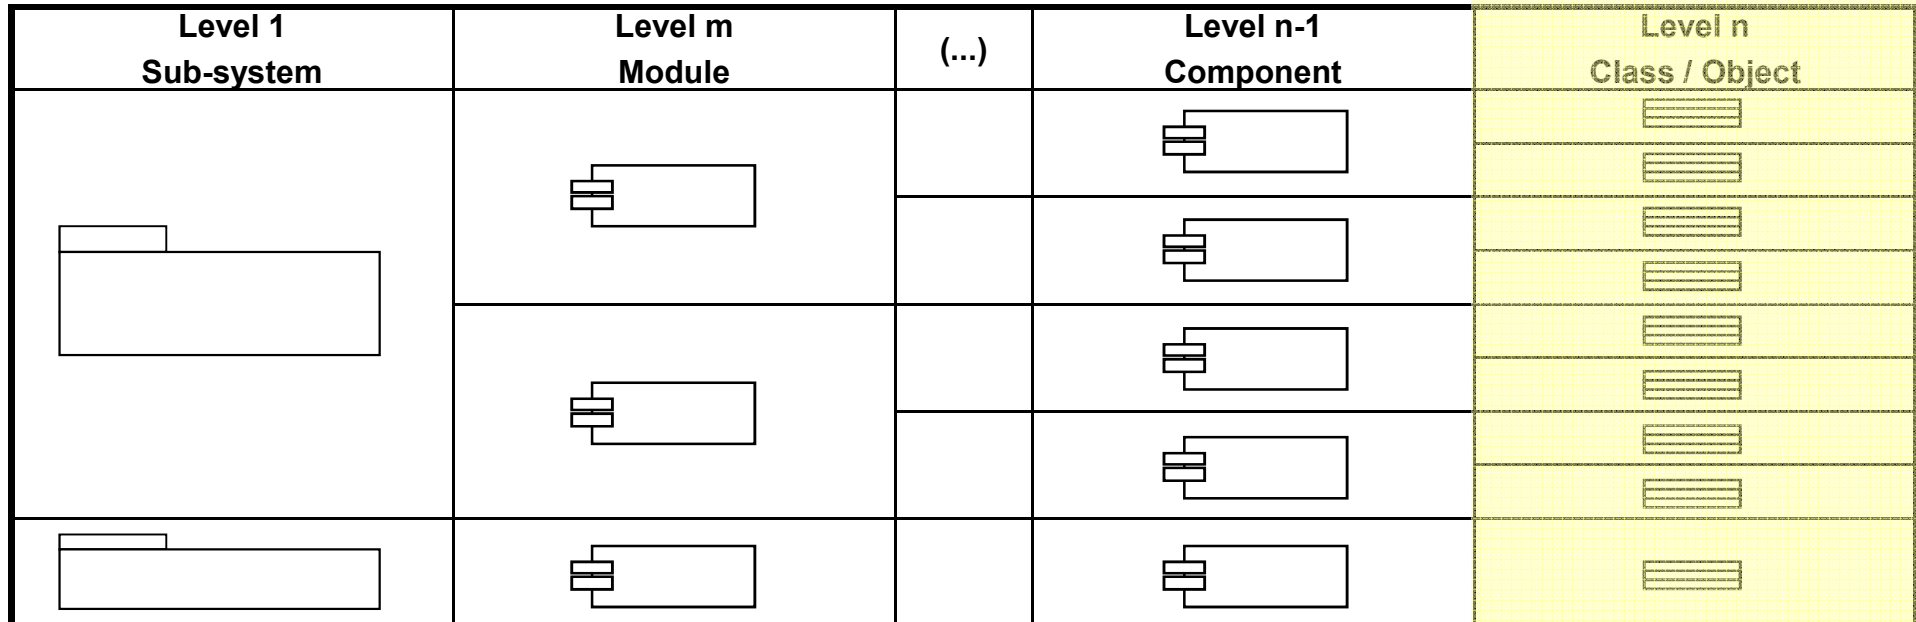 Level 1
Sub-system
Level m
Module
(...)
Level n-1
Component
Level n
Class / Object